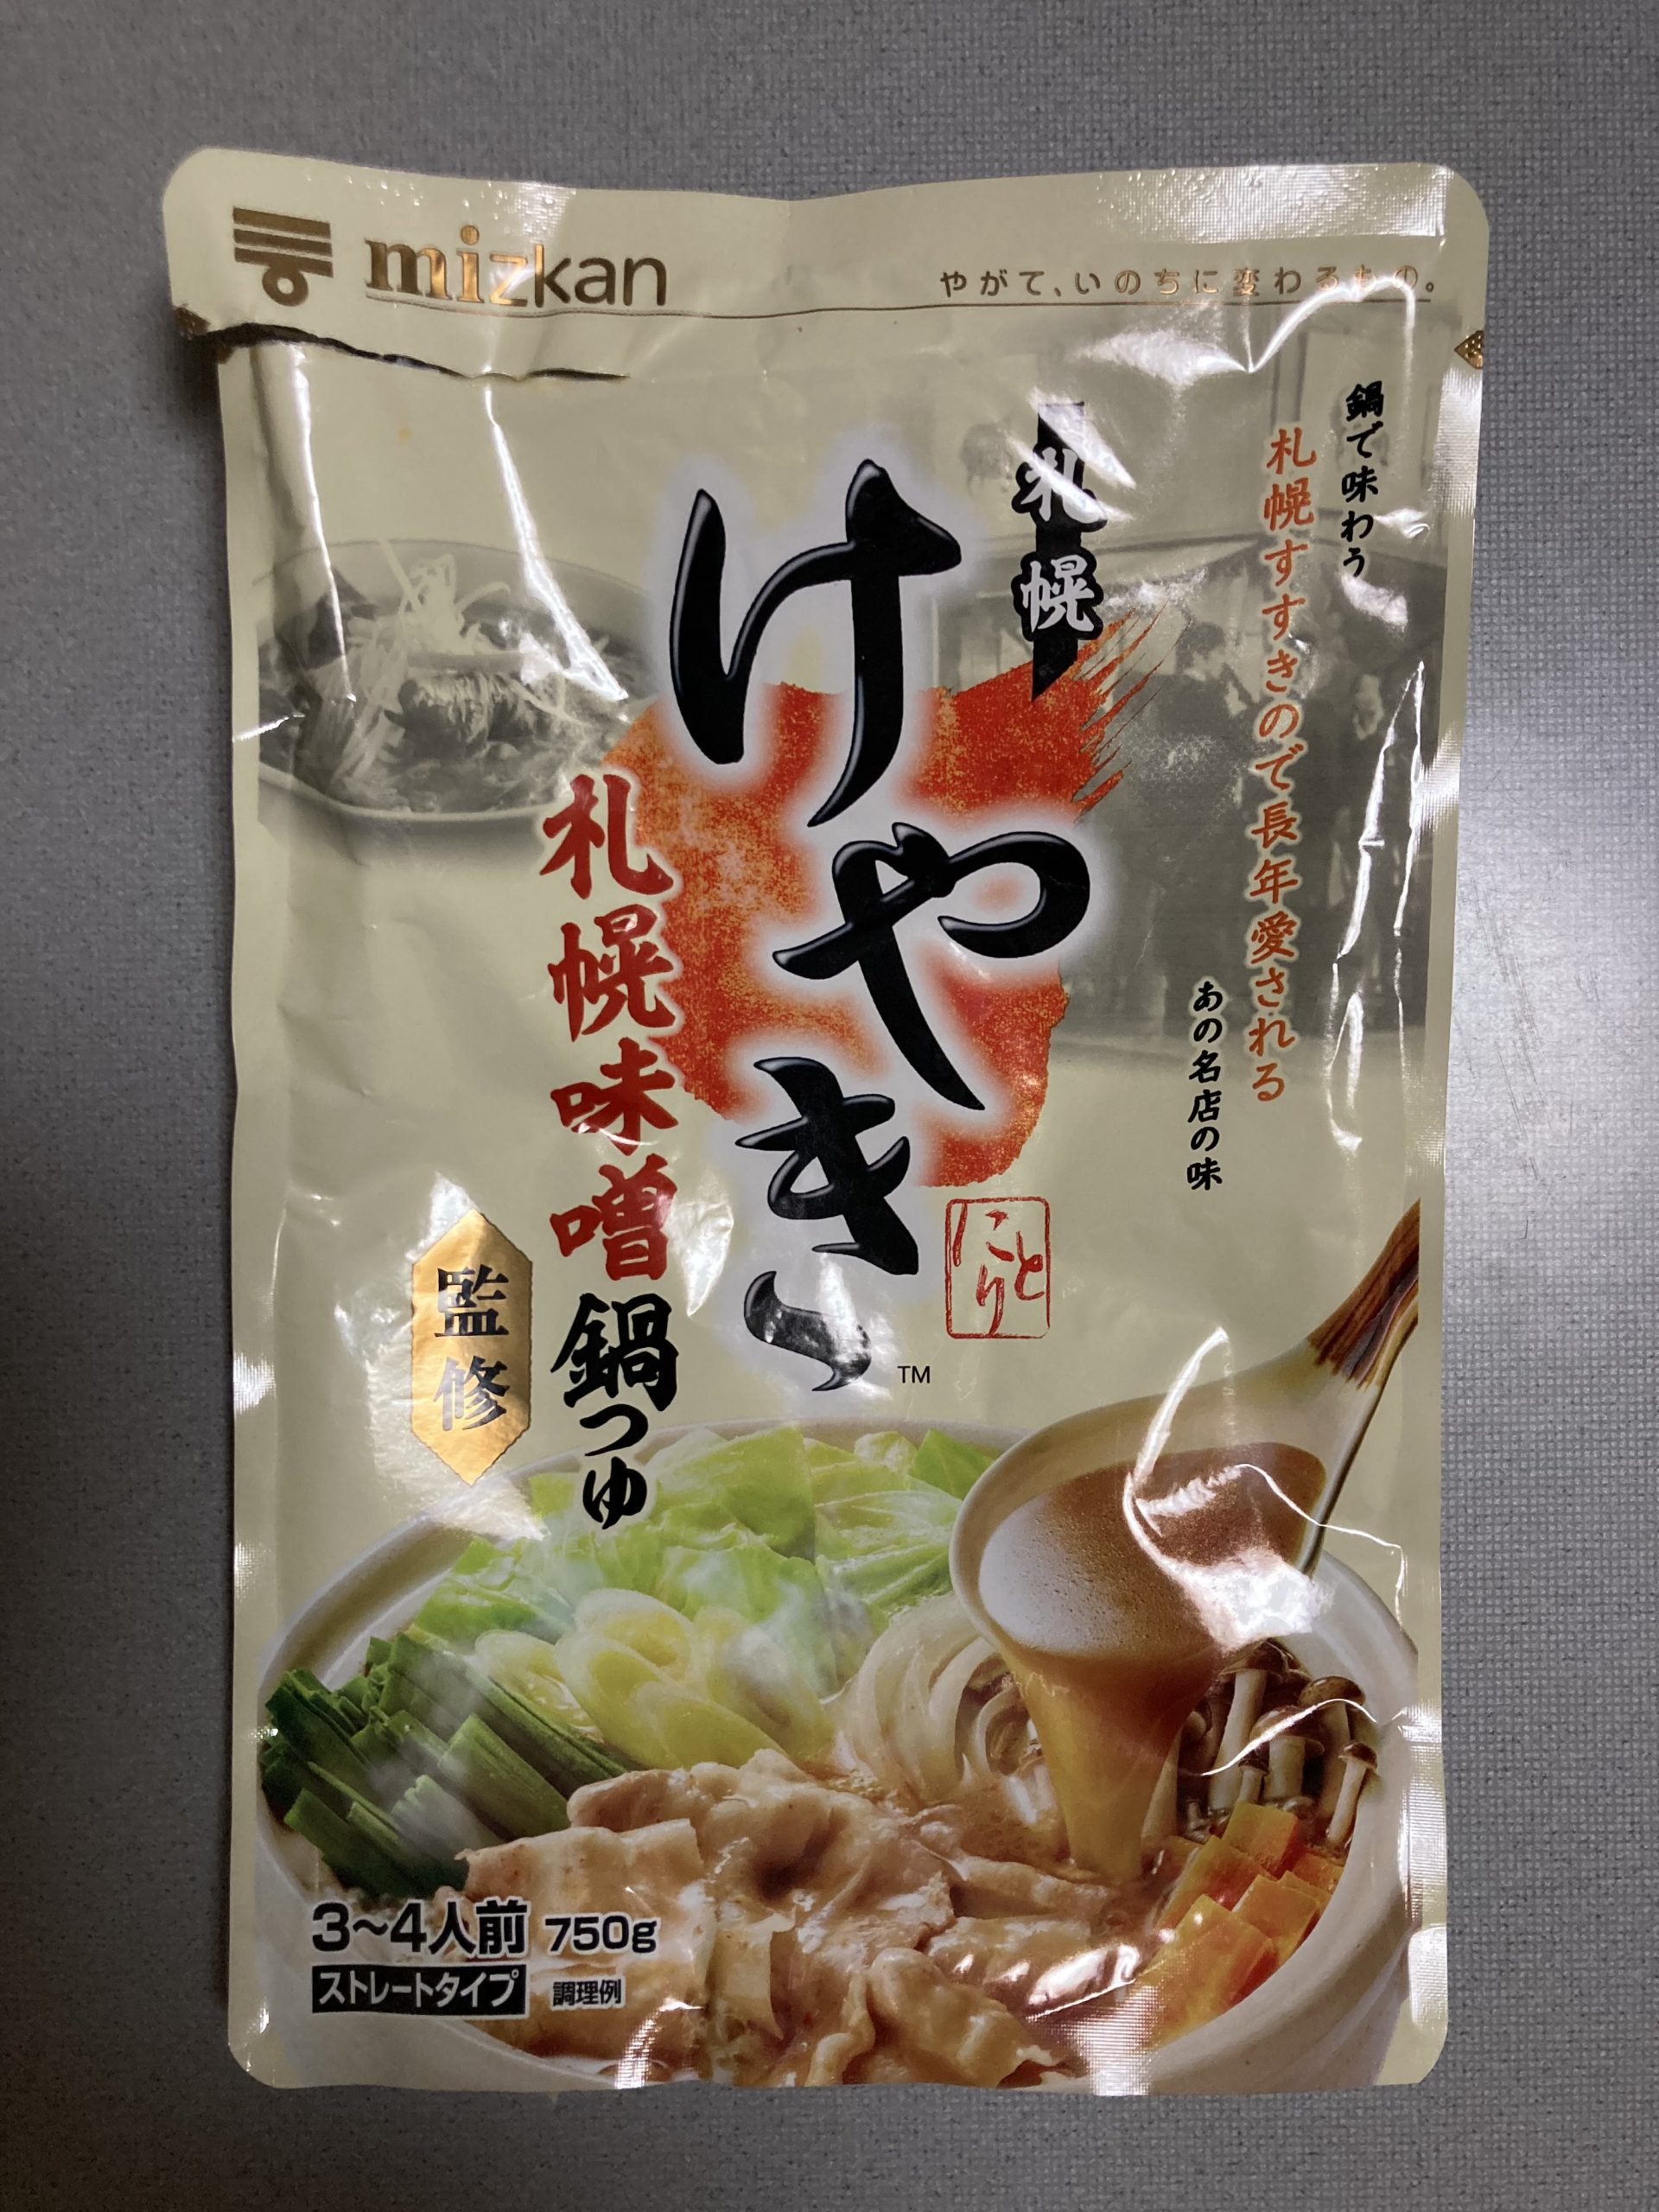 mizkan
やがて、いのちに変わるもの。
鍋で味わう
札幌すすきので長年愛される
あの名店の味
札幌
けやき
にとり
TM
札幌味噌鍋つゆ
監修
3~4人前 750g
ストレートタイプ 調理例